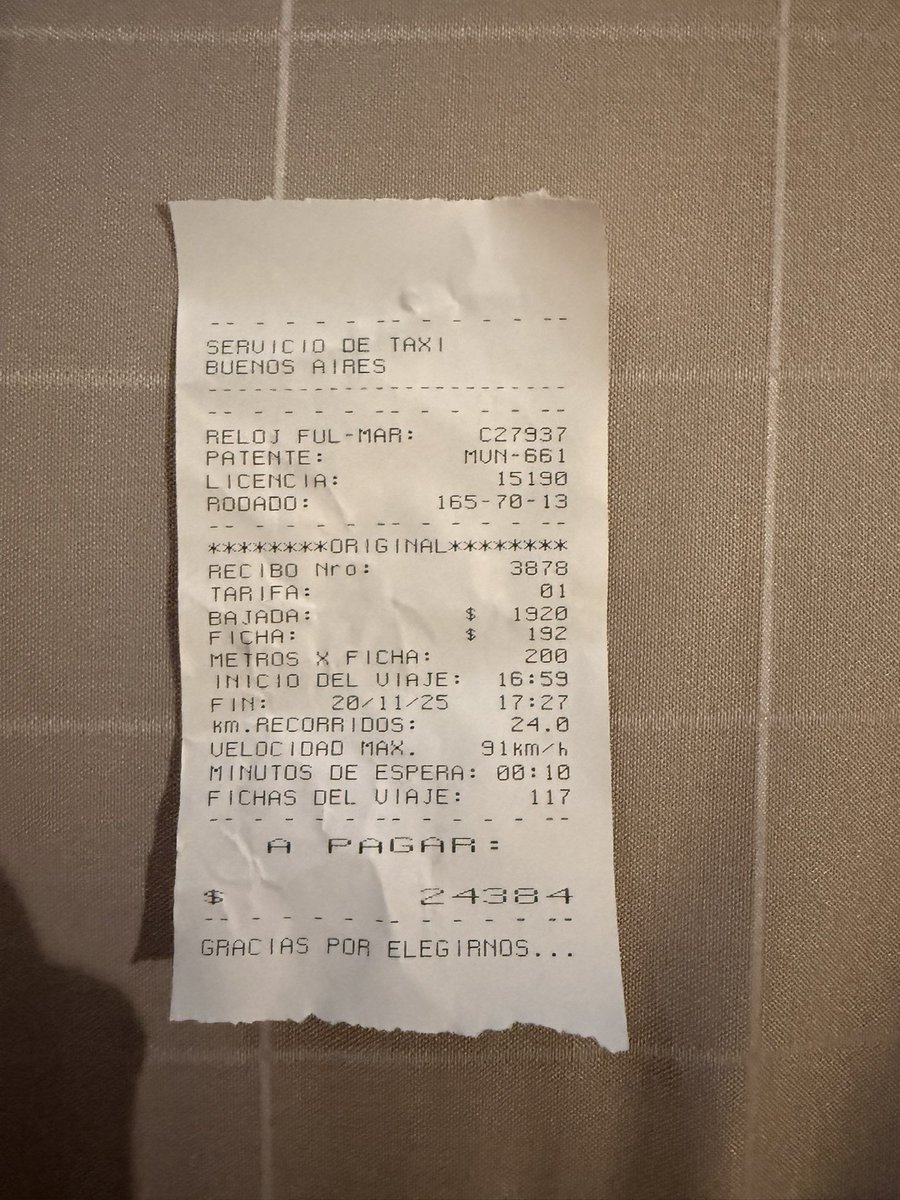 -- - - - -- - - - - --
SERVICIO DE TAXI
BUENOS AIRES
------------------------
-- - - - -- - - - - --
RELOJ FUL-MAR: C27937
PATENTE: MVN-661
LICENCIA: 15190
RODADO: 165-70-13
-- - - - -- - - - - --
********ORIGINAL********
RECIBO Nro: 3878
TARIFA: 01
BAJADA: $ 1920
FICHA: $ 192
METROS X FICHA: 200
INICIO DEL VIAJE: 16:59
FIN: 20/11/25 17:27
km.RECORRIDOS: 24.0
VELOCIDAD MAX. 91km/h
MINUTOS DE ESPERA: 00:10
FICHAS DEL VIAJE: 117
-- - - - -- - - - - --
A PAGAR:
$ 24384
-- - - - -- - - - - --
GRACIAS POR ELEGIRNOS...